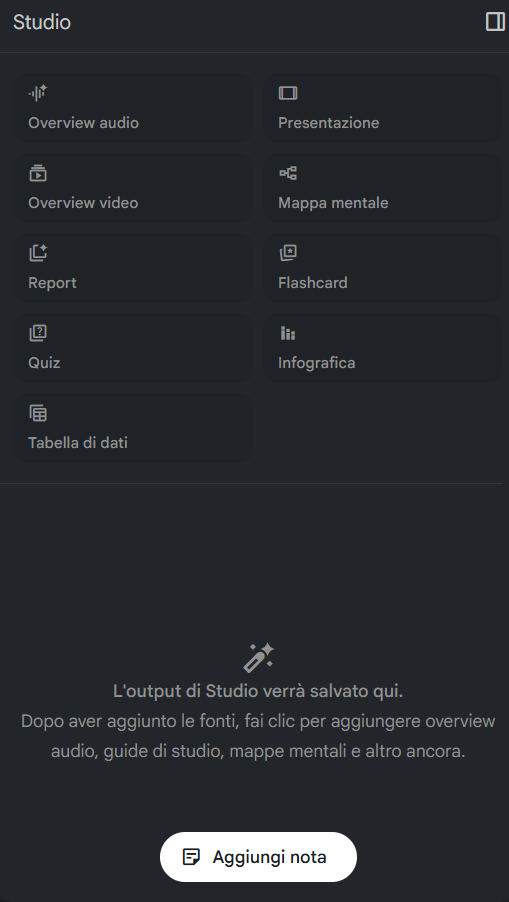 Studio
Overview audio
Presentazione
Overview video
Mappa mentale
Report
Flashcard
Quiz
Infografica
Tabella di dati
L'output di Studio verrà salvato qui.
Dopo aver aggiunto le fonti, fai clic per aggiungere overview
audio, guide di studio, mappe mentali e altro ancora.
Aggiungi nota